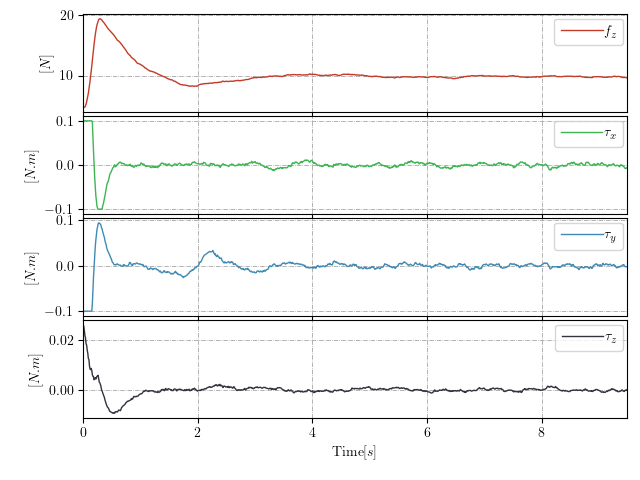 20
10
[N]
f_z
0.1
0.0
−0.1
[N.m]
τ_x
0.1
0.0
−0.1
[N.m]
τ_y
0.02
0.00
[N.m]
τ_z
0 2 4 6 8
Time[s]